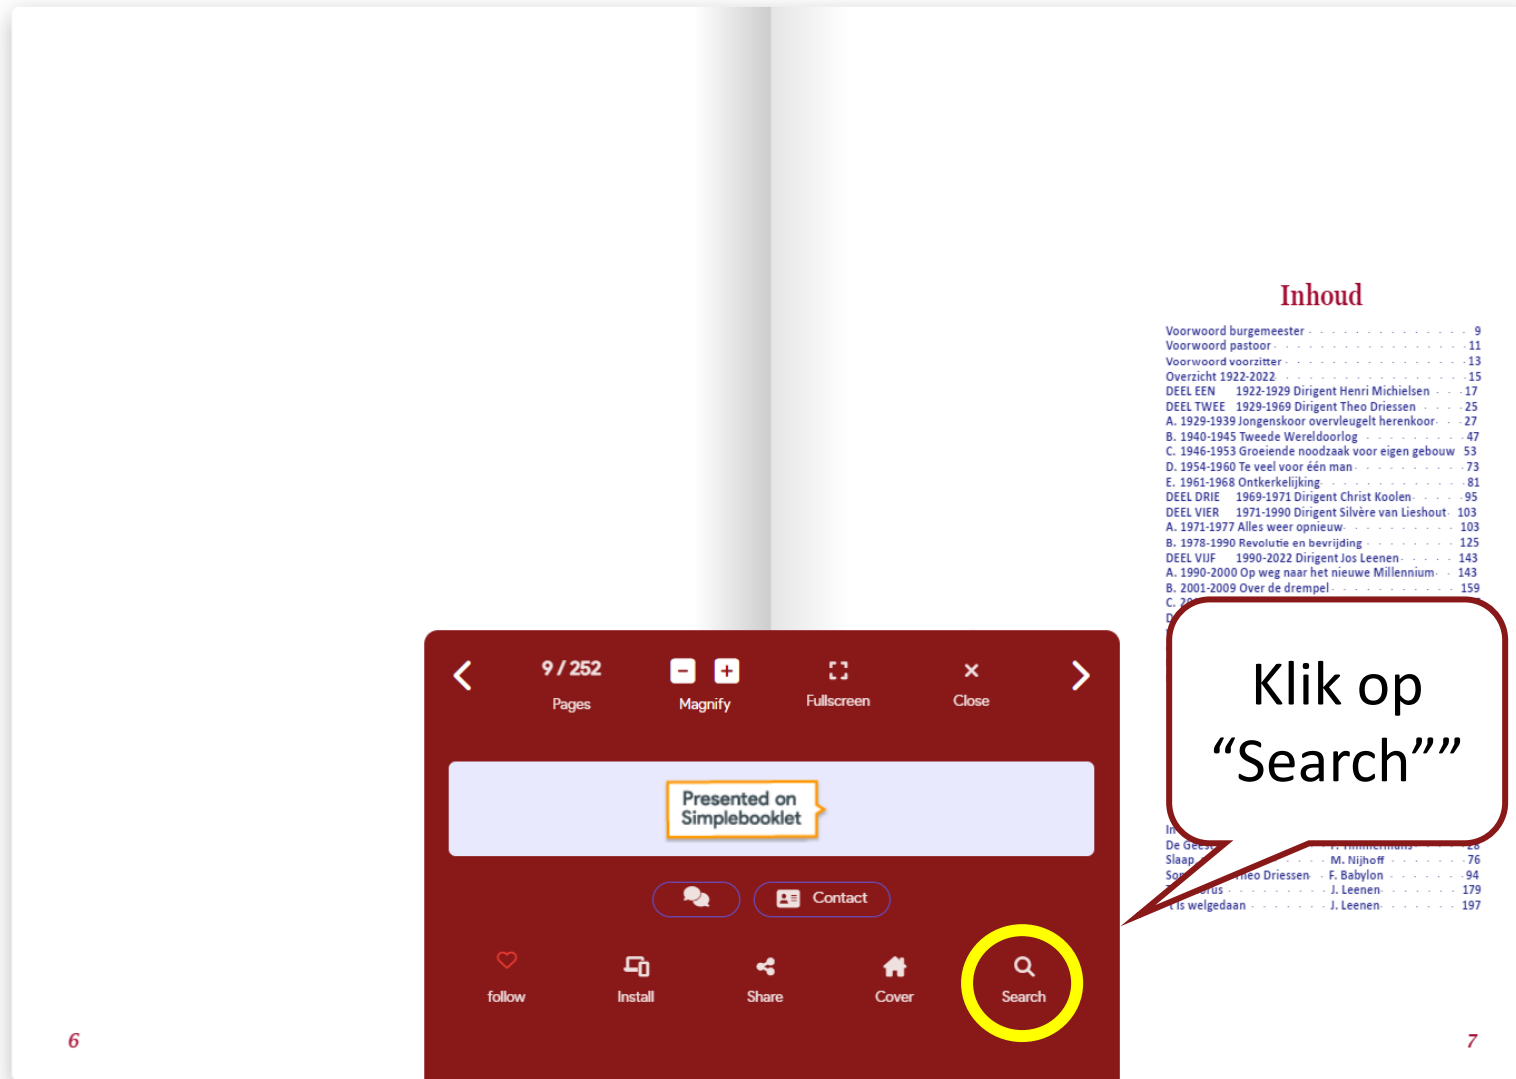 Inhoud
Voorwoord burgemeester 9
Voorwoord pastoor 11
Voorwoord voorzitter 13
Overzicht 1922-2022 15
DEEL EEN 1922-1929 Dirigent Henri Michielsen 17
DEEL TWEE 1929-1969 Dirigent Theo Driessen 25
A. 1929-1939 Jongenskoor overvleugelt herenkoor 27
B. 1940-1945 Tweede Wereldoorlog 47
C. 1946-1953 Groeiende noodzaak voor eigen gebouw 53
D. 1954-1960 Te veel voor één man 73
E. 1961-1968 Ontkerkelijking 81
DEEL DRIE 1969-1971 Dirigent Christ Koolen 95
DEEL VIER 1971-1990 Dirigent Silvère van Lieshout 103
A. 1971-1977 Alles weer opnieuw 103
B. 1978-1990 Revolutie en bevrijding 125
DEEL VIJF 1990-2022 Dirigent Jos Leenen 143
A. 1990-2000 Op weg naar het nieuwe Millennium 143
B. 2001-2009 Over de drempel 159
C.
Klik op
“Search””
De
28
Slaap, M. Nijhoff 76
Theo Driessen F. Babylon 94
J. Leenen 179
't is welgedaan J. Leenen 197
9 / 252
Pages
Magnify
Fullscreen
Close
Presented on
Simplebooklet
Contact
follow
Install
Share
Cover
Search
6
7